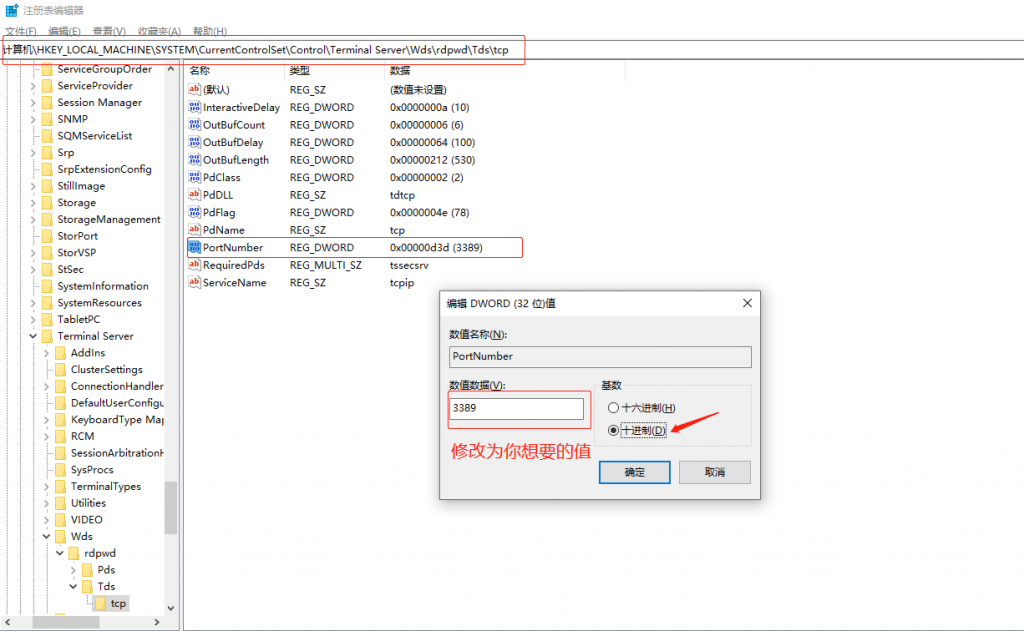 注册表编辑器
文件(F) 编辑(E) 查看(V) 收藏夹(A) 帮助(H)
计算机\HKEY_LOCAL_MACHINE\SYSTEM\CurrentControlSet\Control\Terminal Server\Wds\rdpwd\Tds\tcp
ServiceGroupOrder
ServiceProvider
Session Manager
SNMP
SQMServiceList
Srp
SrpExtensionConfig
StillImage
Storage
StorageManagement
StorPort
StorVSP
StSec
SystemInformation
SystemResources
TabletPC
Terminal Server
AddIns
ClusterSettings
ConnectionHandler
DefaultUserConfigu
KeyboardType Map
RCM
SessionArbitrationH
SysProcs
TerminalTypes
Utilities
VIDEO
Wds
rdpwd
Pds
Tds
tcp
名称 类型 数据
ab (默认) REG_SZ (数值未设置)
InteractiveDelay REG_DWORD 0x0000000a (10)
OutBufCount REG_DWORD 0x00000006 (6)
OutBufDelay REG_DWORD 0x00000064 (100)
OutBufLength REG_DWORD 0x00000212 (530)
PdClass REG_DWORD 0x00000002 (2)
ab PdDLL REG_SZ tdtcp
PdFlag REG_DWORD 0x0000004e (78)
ab PdName REG_SZ tcp
PortNumber REG_DWORD 0x00000d3d (3389)
ab RequiredPds REG_MULTI_SZ tssecsrv
ab ServiceName REG_SZ tcpip
编辑 DWORD (32 位)值
数值名称(N):
PortNumber
数值数据(V):
3389
基数
十六进制(H)
十进制(D)
修改为你想要的值
确定 取消